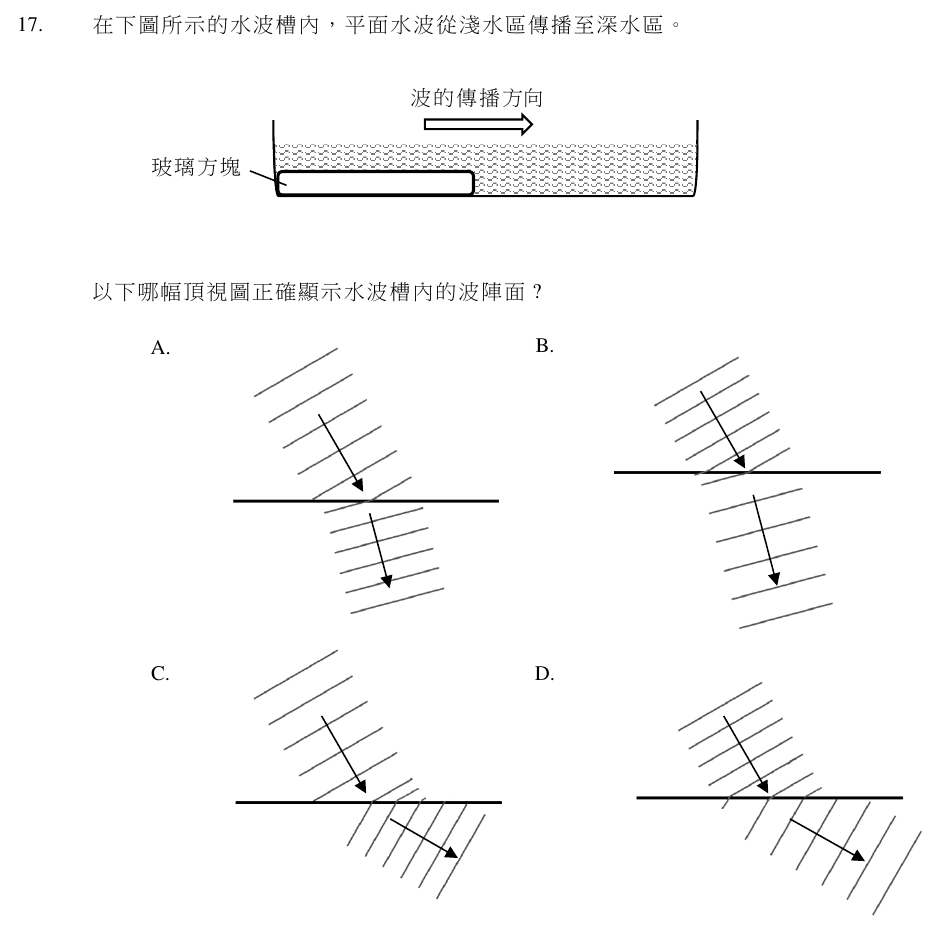 17. 在下圖所示的水波槽內，平面水波從淺水區傳播至深水區。
波的傳播方向
玻璃方塊
以下哪幅頂視圖正確顯示水波槽內的波陣面？
A.
B.
C.
D.